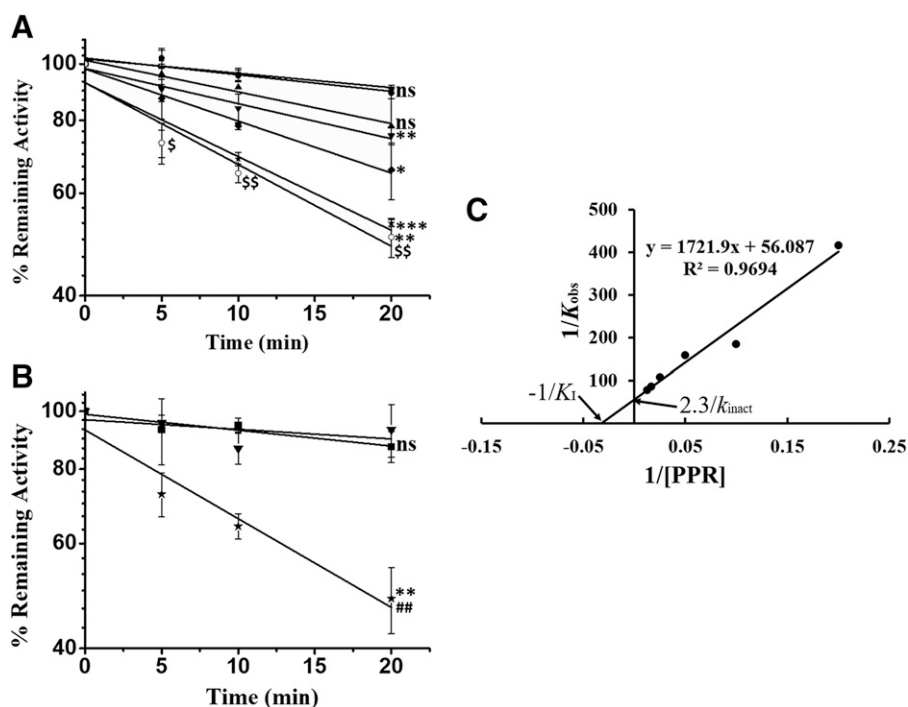 A
% Remaining Activity
100
80
60
40
ns
ns
**
*
$
$$
***
**
$$
0 5 10 15 20
Time (min)
B
% Remaining Activity
100
80
60
40
ns
**
##
0 5 10 15 20
Time (min)
C
1/Kobs
500
400
300
200
100
y = 1721.9x + 56.087
R² = 0.9694
-1/KI
2.3/kinact
-0.15 -0.05 0.05 0.15 0.25
1/[PPR]